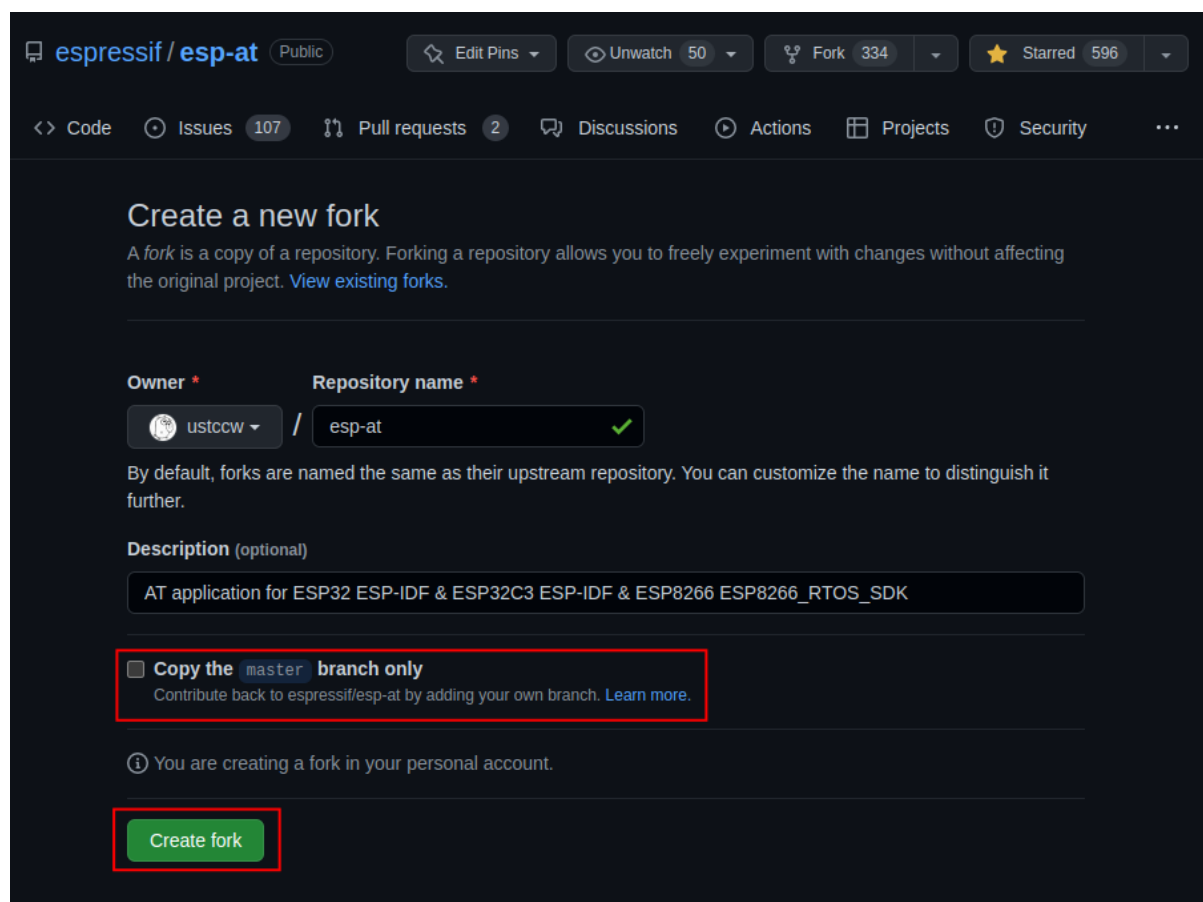 espressif / esp-at Public Edit Pins Unwatch 50 Fork 334 Starred 596
Code Issues 107 Pull requests 2 Discussions Actions Projects Security ...
Create a new fork
A fork is a copy of a repository. Forking a repository allows you to freely experiment with changes without affecting
the original project. View existing forks.
Owner * Repository name *
ustccw / esp-at
By default, forks are named the same as their upstream repository. You can customize the name to distinguish it
further.
Description (optional)
AT application for ESP32 ESP-IDF & ESP32C3 ESP-IDF & ESP8266 ESP8266_RTOS_SDK
Copy the master branch only
Contribute back to espressif/esp-at by adding your own branch. Learn more.
You are creating a fork in your personal account.
Create fork